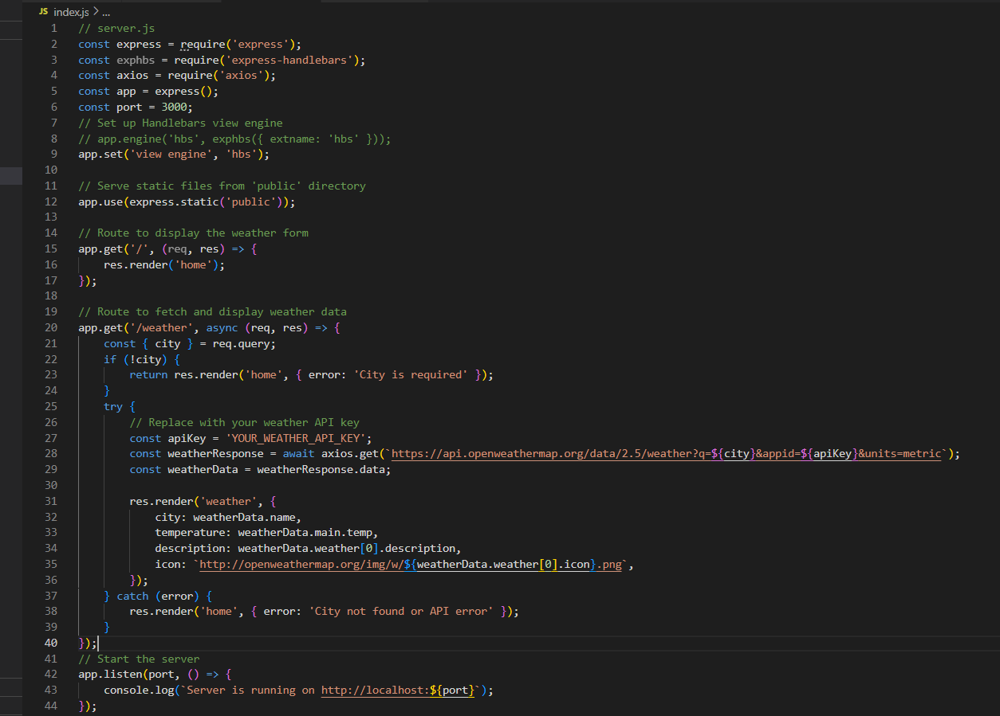 JS index.js > ...
1 // server.js
2 const express = require('express');
3 const exphbs = require('express-handlebars');
4 const axios = require('axios');
5 const app = express();
6 const port = 3000;
7 // Set up Handlebars view engine
8 // app.engine('hbs', exphbs({ extname: 'hbs' }));
9 app.set('view engine', 'hbs');
10
11 // Serve static files from 'public' directory
12 app.use(express.static('public'));
13
14 // Route to display the weather form
15 app.get('/', (req, res) => {
16     res.render('home');
17 });
18
19 // Route to fetch and display weather data
20 app.get('/weather', async (req, res) => {
21     const { city } = req.query;
22     if (!city) {
23         return res.render('home', { error: 'City is required' });
24     }
25     try {
26         // Replace with your weather API key
27         const apiKey = 'YOUR_WEATHER_API_KEY';
28         const weatherResponse = await axios.get(`https://api.openweathermap.org/data/2.5/weather?q=${city}&appid=${apiKey}&units=metric`);
29         const weatherData = weatherResponse.data;
30
31         res.render('weather', {
32             city: weatherData.name,
33             temperature: weatherData.main.temp,
34             description: weatherData.weather[0].description,
35             icon: `http://openweathermap.org/img/w/${weatherData.weather[0].icon}.png`,
36         });
37     } catch (error) {
38         res.render('home', { error: 'City not found or API error' });
39     }
40 });
41 // Start the server
42 app.listen(port, () => {
43     console.log(`Server is running on http://localhost:${port}`);
44 });